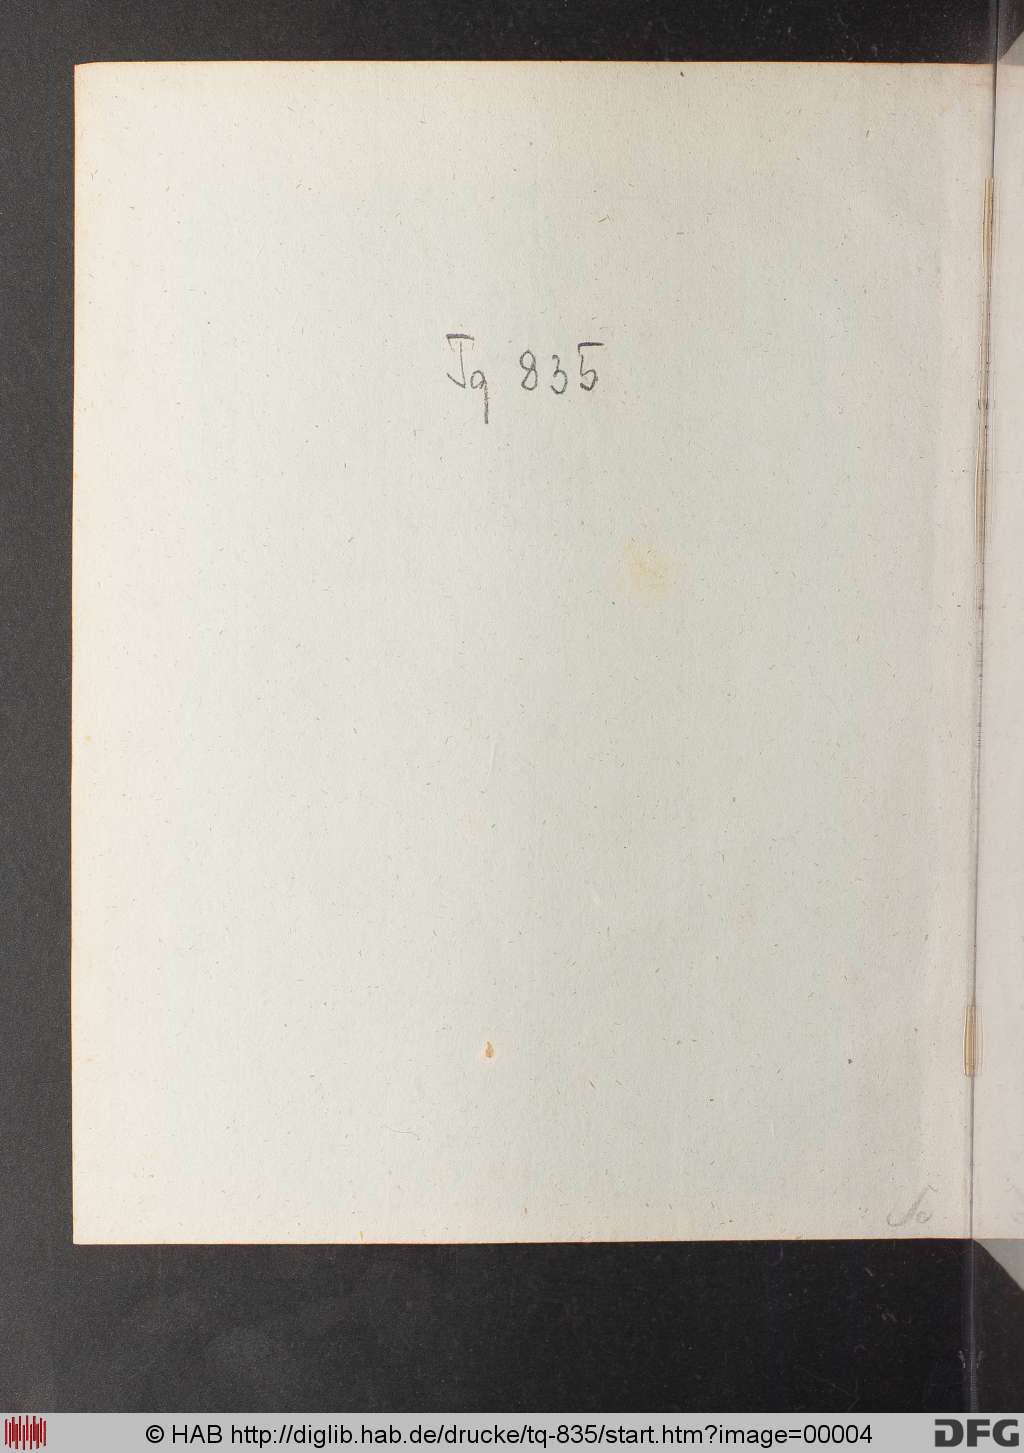 Tq 835
© HAB http://diglib.hab.de/drucke/tq-835/start.htm?image=00004
DFG